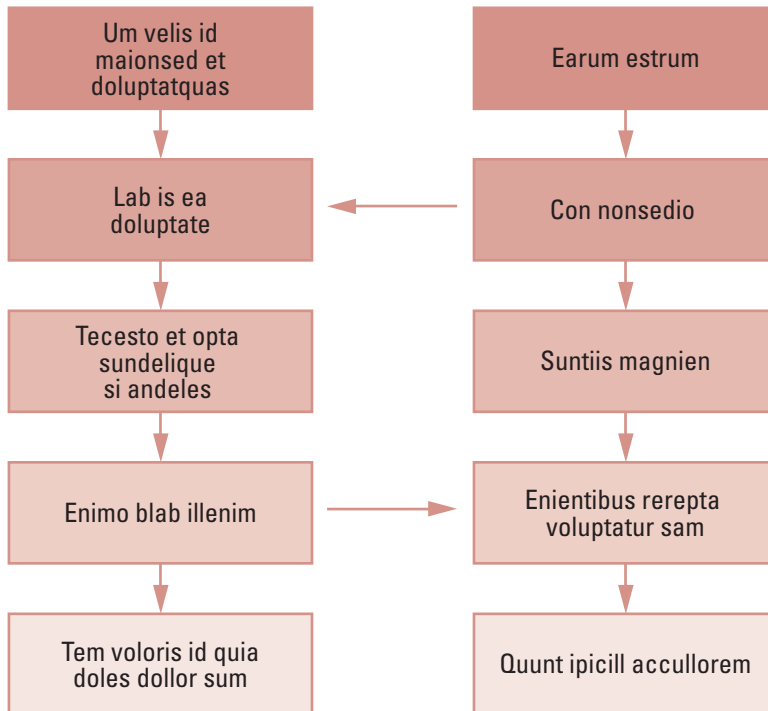 Um velis id
maionsed et
doluptatquas
Earum estrum
Lab is ea
doluptate
Con nonsedio
Tecesto et opta
sundelique
si andeles
Suntiis magnien
Enimo blab illenim
Enientibus rerepta
voluptatur sam
Tem voloris id quia
doles dollor sum
Quunt ipicill accullorem